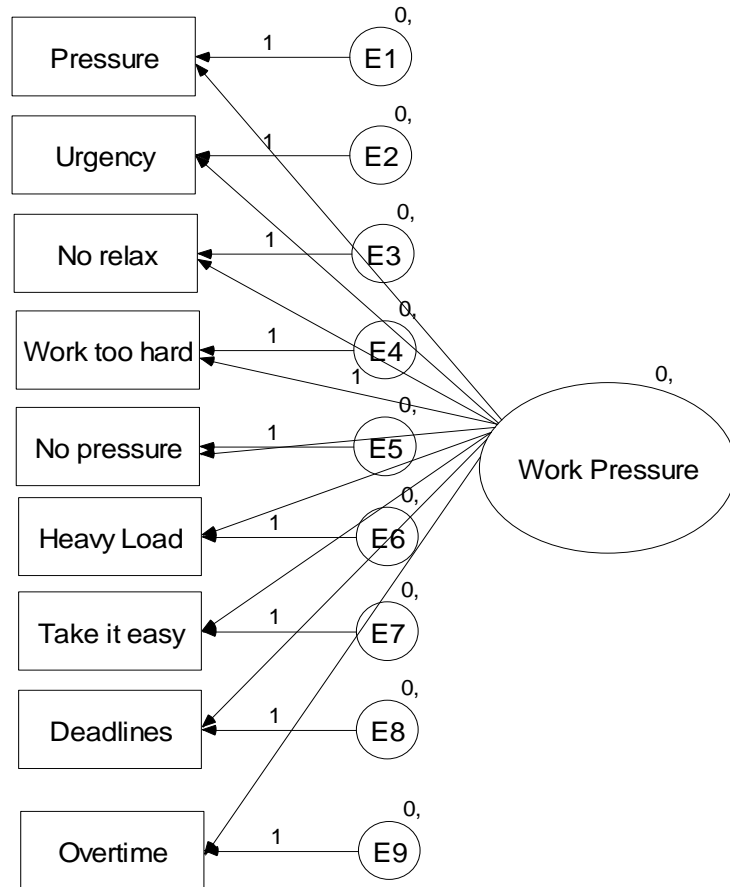 0,
Pressure 1 E1
0,
Urgency 1 E2
0,
No relax 1 E3
0,
Work too hard 1 E4
1
0,
0,
No pressure 1 E5
Work Pressure
0,
Heavy Load 1 E6
0,
Take it easy 1 E7
0,
Deadlines 1 E8
0,
Overtime 1 E9